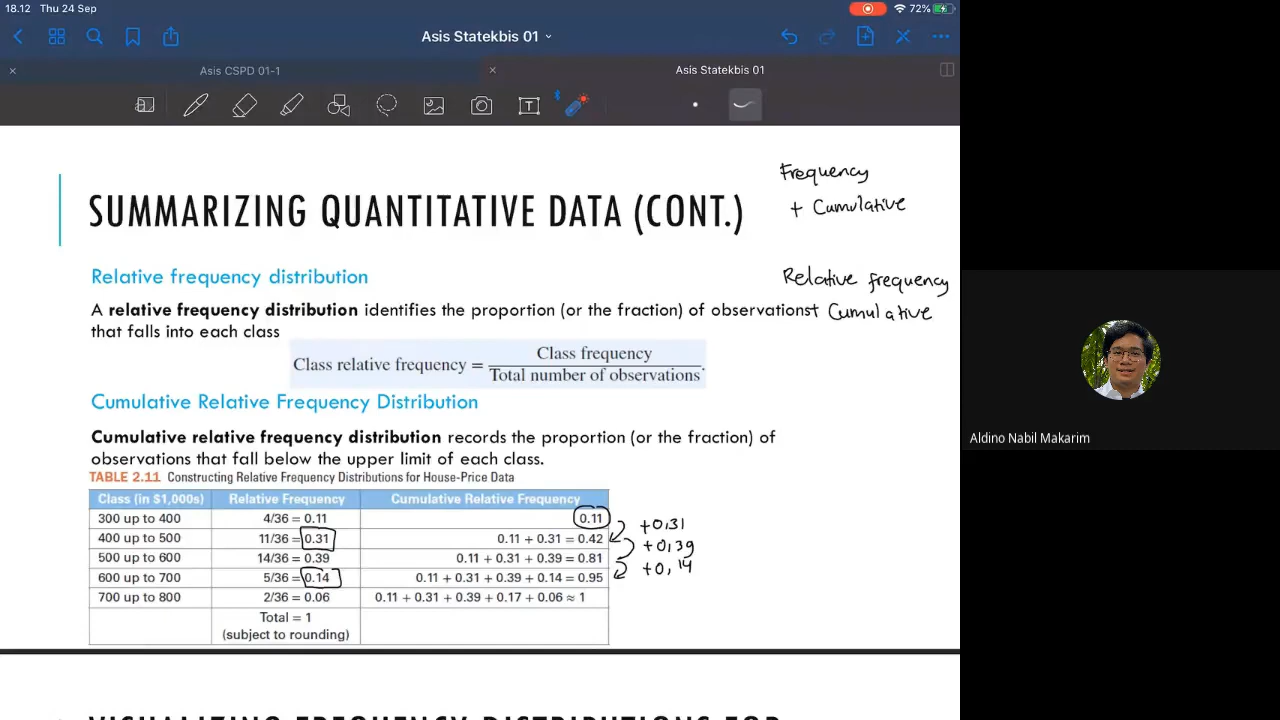 18.12 Thu 24 Sep
72%
Asis Statekbis 01
Asis CSPD 01-1
Asis Statekbis 01
T
Frequency
+ Cumulative
SUMMARIZING QUANTITATIVE DATA (CONT.)
Relative frequency distribution
Relative frequency
+ Cumulative
A relative frequency distribution identifies the proportion (or the fraction) of observations
that falls into each class
Class relative frequency = Class frequency
Total number of observations.
Cumulative Relative Frequency Distribution
Cumulative relative frequency distribution records the proportion (or the fraction) of
observations that fall below the upper limit of each class.
TABLE 2.11 Constructing Relative Frequency Distributions for House-Price Data
Class (in $1,000s) Relative Frequency Cumulative Relative Frequency
300 up to 400 4/36 = 0.11 0.11
+0,31
400 up to 500 11/36 = 0.31 0.11 + 0.31 = 0.42
+0,39
500 up to 600 14/36 = 0.39 0.11 + 0.31 + 0.39 = 0.81
+0,14
600 up to 700 5/36 = 0.14 0.11 + 0.31 + 0.39 + 0.14 = 0.95
700 up to 800 2/36 = 0.06 0.11 + 0.31 + 0.39 + 0.17 + 0.06 ≈ 1
Total = 1
(subject to rounding)
Aldino Nabil Makarim
VISUALIZING FREQUENCY DISTRIBUTIONS FOR